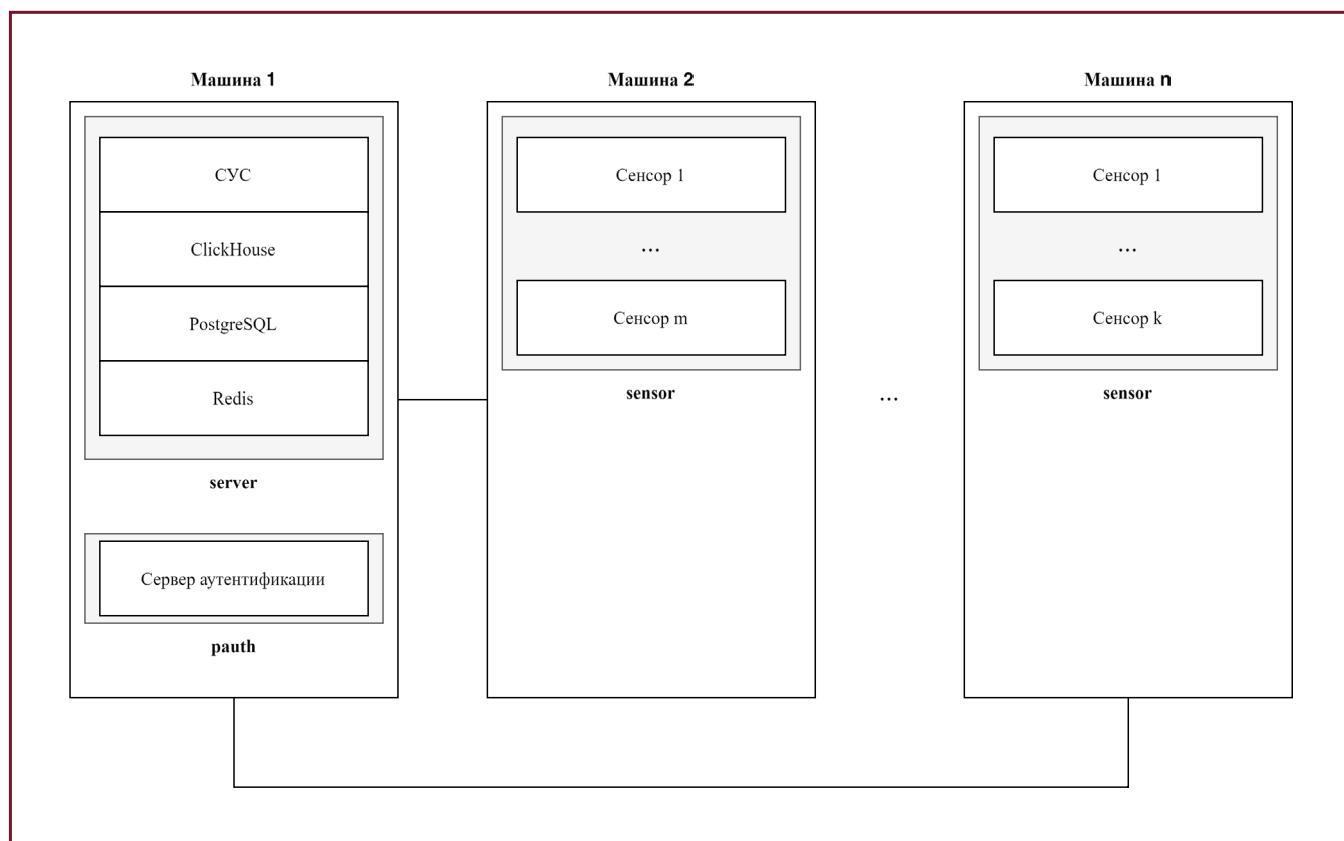 Машина 1
СУС
ClickHouse
PostgreSQL
Redis
server
Сервер аутентификации
pauth
Машина 2
Сенсор 1
...
Сенсор m
sensor
...
Машина n
Сенсор 1
...
Сенсор k
sensor